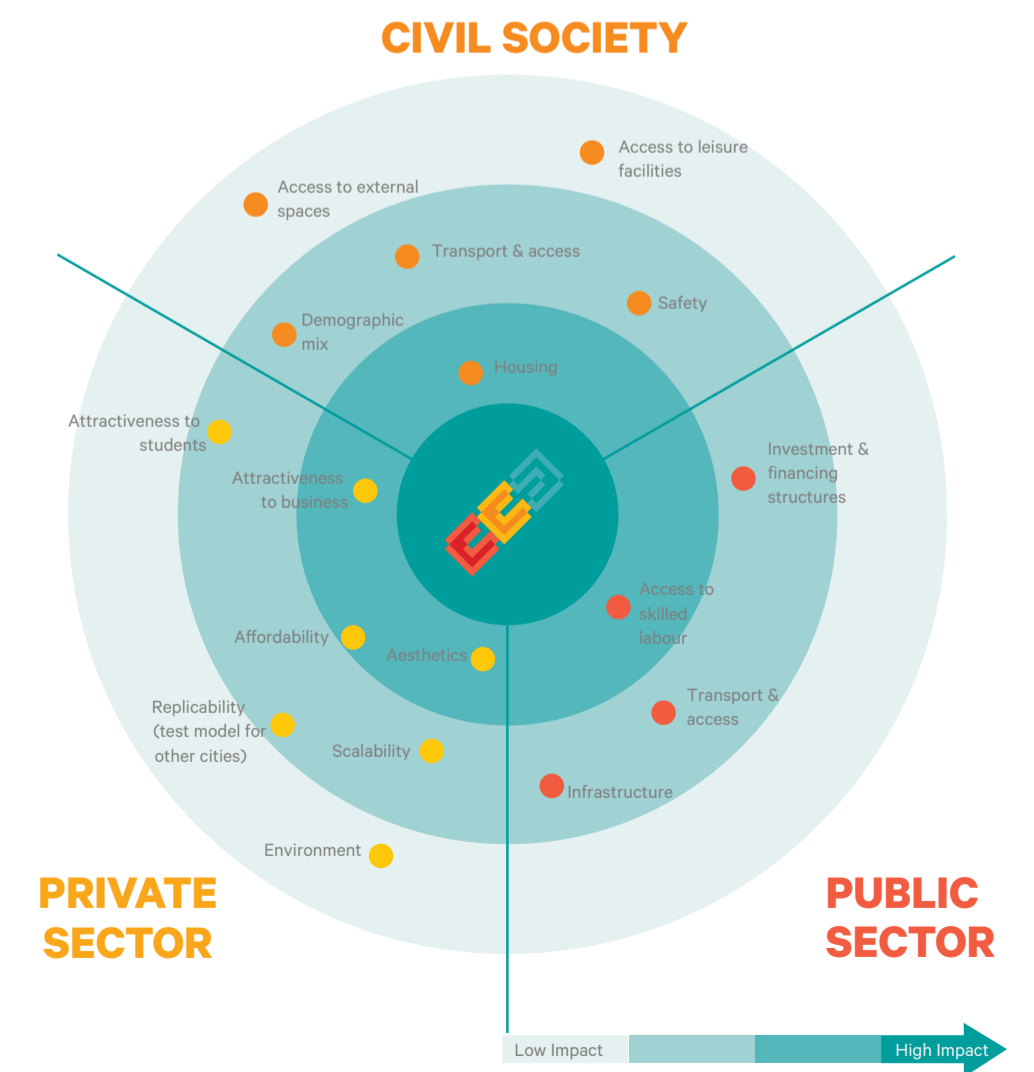 CIVIL SOCIETY
Access to leisure
facilities
Access to external
spaces
Transport & access
Safety
Demographic
mix
Housing
Attractiveness to
students
Attractiveness
to business
Investment &
financing
structures
Access to
skilled
labour
Affordability
Aesthetics
Transport &
access
Replicability
(test model for
other cities)
Scalability
Infrastructure
Environment
PRIVATE
SECTOR
PUBLIC
SECTOR
Low Impact
High Impact